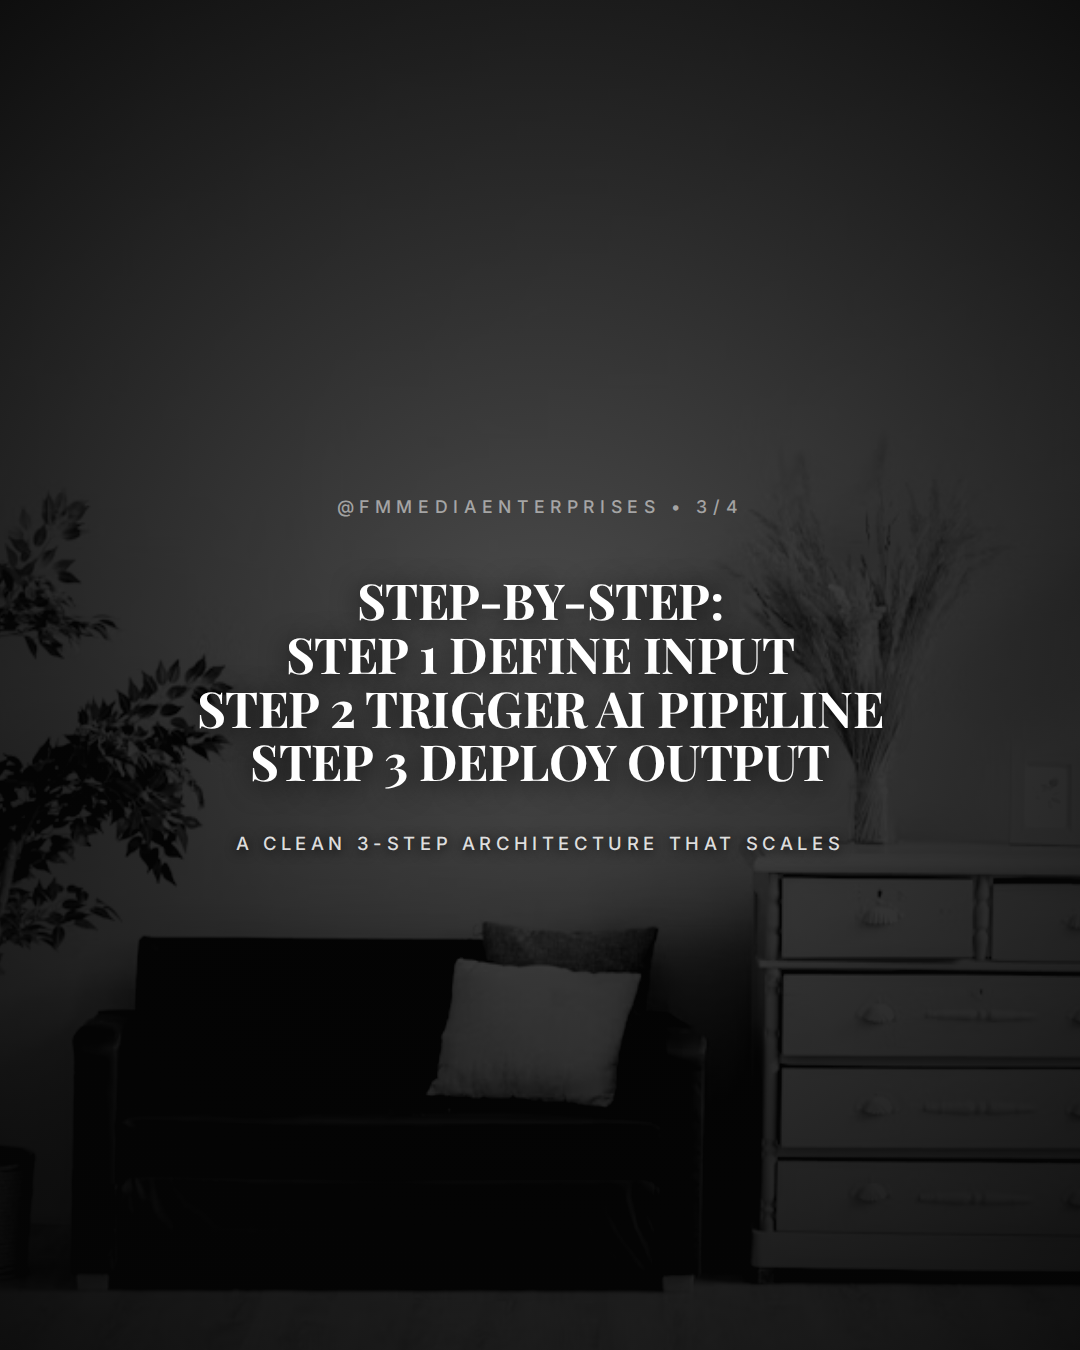 @FMMEDIAENTERPRISES • 3/4
STEP-BY-STEP:
STEP 1 DEFINE INPUT
STEP 2 TRIGGER AI PIPELINE
STEP 3 DEPLOY OUTPUT
A CLEAN 3-STEP ARCHITECTURE THAT SCALES